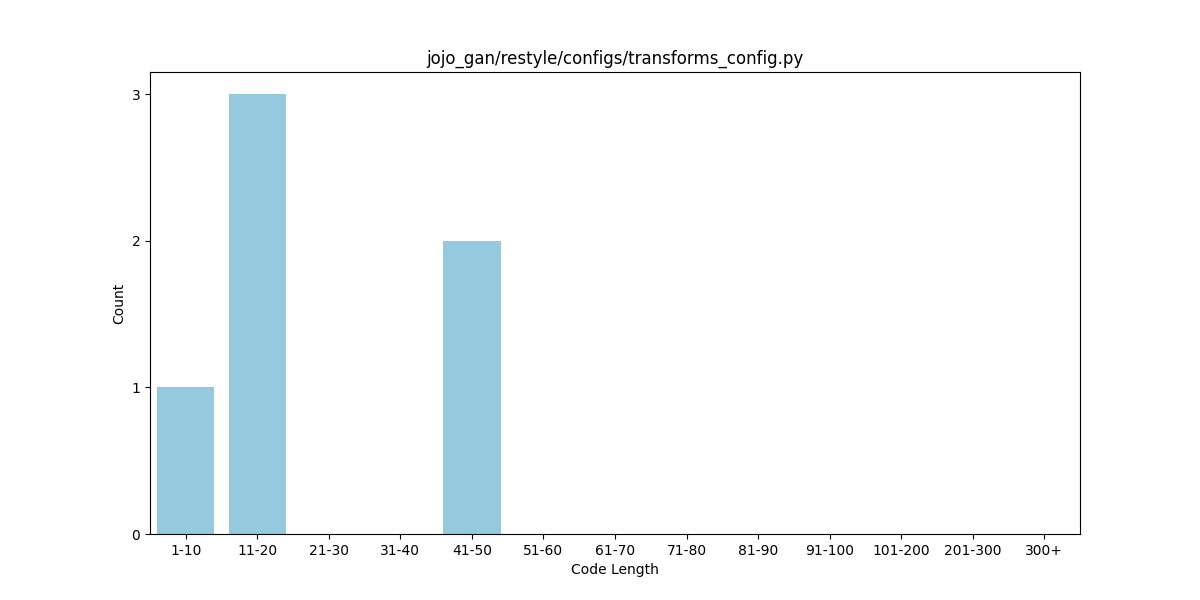 jojo_gan/restyle/configs/transforms_config.py
3
2
1
0
Count
1-10 11-20 21-30 31-40 41-50 51-60 61-70 71-80 81-90 91-100 101-200 201-300 300+
Code Length